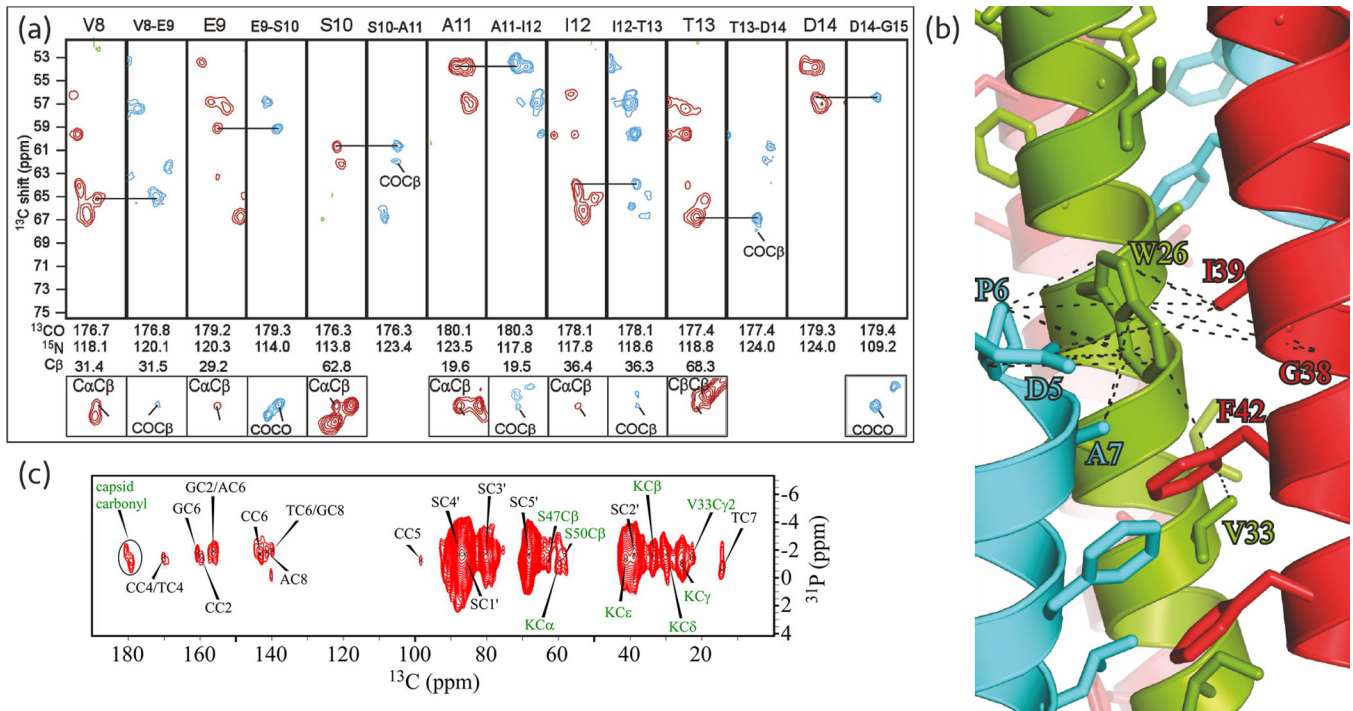 (a)
V8 V8-E9 E9 E9-S10 S10 S10-A11 A11 A11-I12 I12 I12-T13 T13 T13-D14 D14 D14-G15
13C shift (ppm)
53
55
57
59
61
63
65
67
69
71
73
75
COCβ
COCβ
13CO 176.7 176.8 179.2 179.3 176.3 176.3 180.1 180.3 178.1 178.1 177.4 177.4 179.3 179.4
15N 118.1 120.1 120.3 114.0 113.8 123.4 123.5 117.8 117.8 118.6 118.8 124.0 124.0 109.2
Cβ 31.4 31.5 29.2 62.8 19.6 19.5 36.4 36.3 68.3
CαCβ CαCβ CαCβ CαCβ CαCβ CβCβ
COCβ COCO COCβ COCβ COCO
(b)
W26
P6
I39
D5
G38
F42
A7
V33
(c)
capsid
carbonyl
GC2/AC6
GC6
CC6
TC6/GC8
CC4/TC4
CC2
AC8
CC5
SC4'
SC3'
SC5'
S47Cβ
S50Cβ
SC1'
KCα
SC2'
KCβ
V33Cγ2
TC7
KCε
KCγ
KCδ
-6
-4
-2
0
2
4
31P (ppm)
180 160 140 120 100 80 60 40 20
13C (ppm)